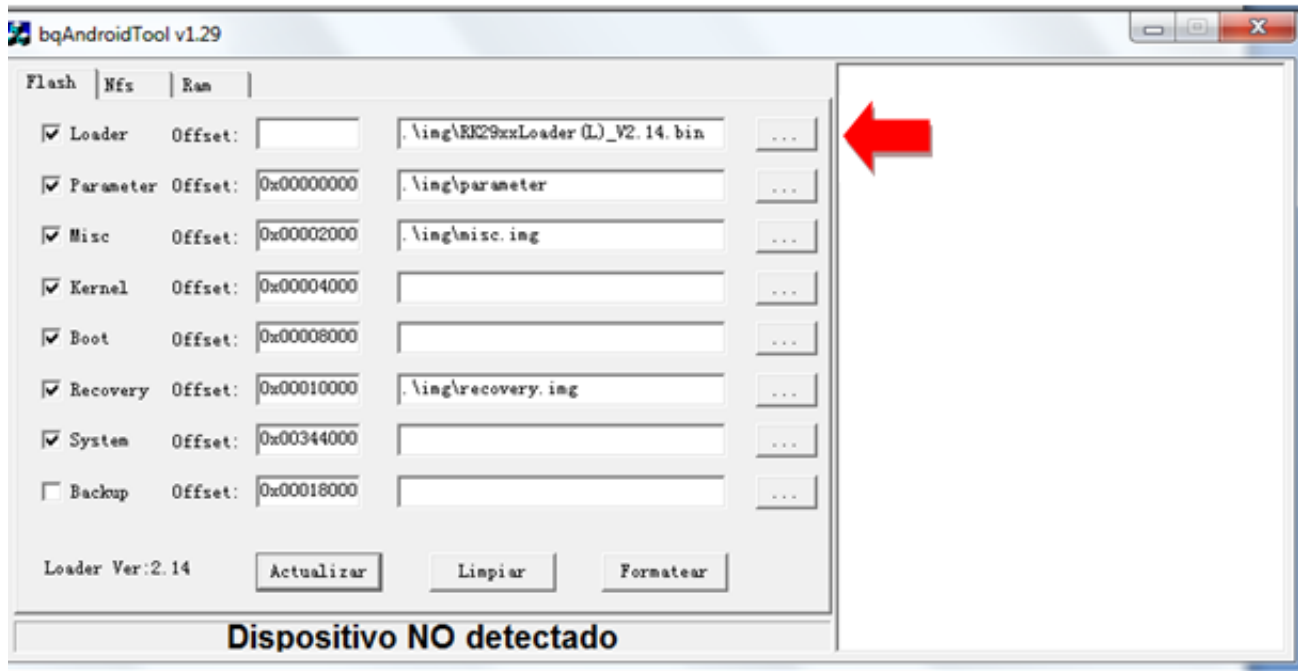 bqAndroidTool v1.29
Flash Nfs Ram
Loader Offset: .\img\RK29xxLoader(L)_V2.14.bin ...
Parameter Offset: 0x00000000 .\img\parameter ...
Misc Offset: 0x00002000 .\img\misc.img ...
Kernel Offset: 0x00004000 ...
Boot Offset: 0x00008000 ...
Recovery Offset: 0x00010000 .\img\recovery.img ...
System Offset: 0x00344000 ...
Backup Offset: 0x00018000 ...
Loader Ver:2.14 Actualizar Limpiar Formatear
Dispositivo NO detectado